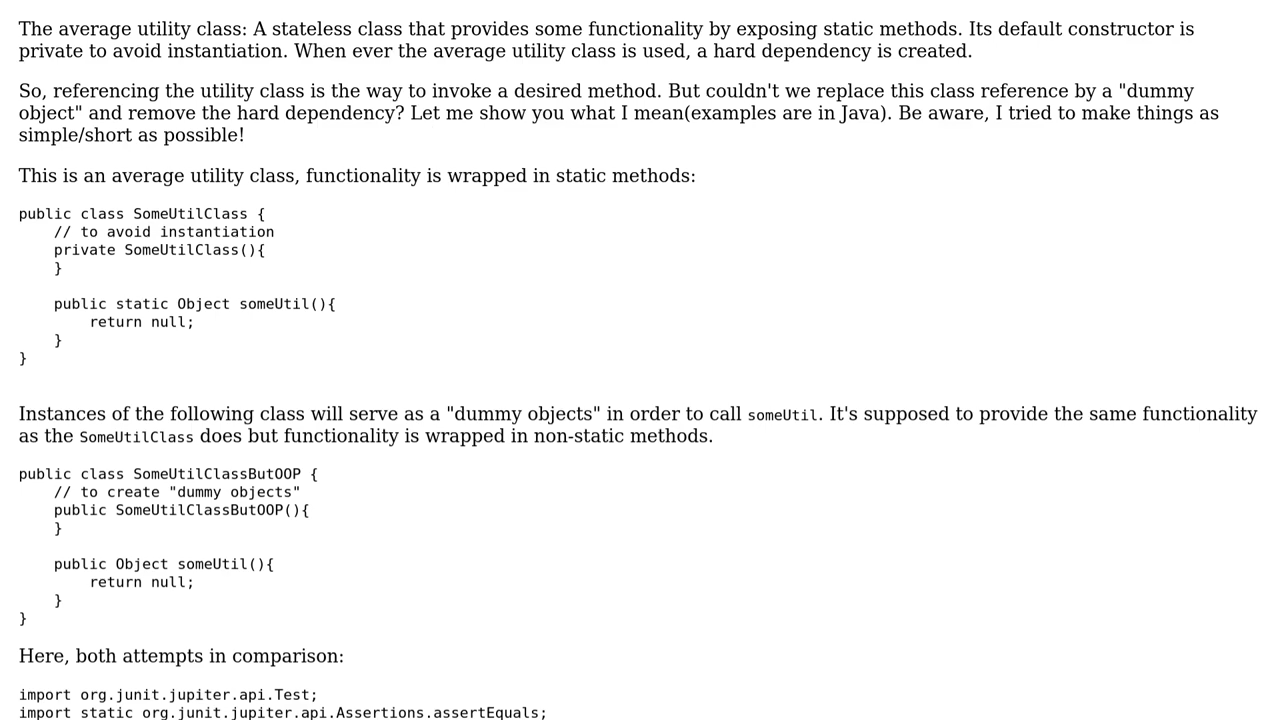 The average utility class: A stateless class that provides some functionality by exposing static methods. Its default constructor is
private to avoid instantiation. When ever the average utility class is used, a hard dependency is created.
So, referencing the utility class is the way to invoke a desired method. But couldn't we replace this class reference by a "dummy
object" and remove the hard dependency? Let me show you what I mean(examples are in Java). Be aware, I tried to make things as
simple/short as possible!
This is an average utility class, functionality is wrapped in static methods:
public class SomeUtilClass {
    // to avoid instantiation
    private SomeUtilClass(){
    }
    public static Object someUtil(){
        return null;
    }
}
Instances of the following class will serve as a "dummy objects" in order to call someUtil. It's supposed to provide the same functionality
as the SomeUtilClass does but functionality is wrapped in non-static methods.
public class SomeUtilClassButOOP {
    // to create "dummy objects"
    public SomeUtilClassButOOP(){
    }
    public Object someUtil(){
        return null;
    }
}
Here, both attempts in comparison:
import org.junit.jupiter.api.Test;
import static org.junit.jupiter.api.Assertions.assertEquals;